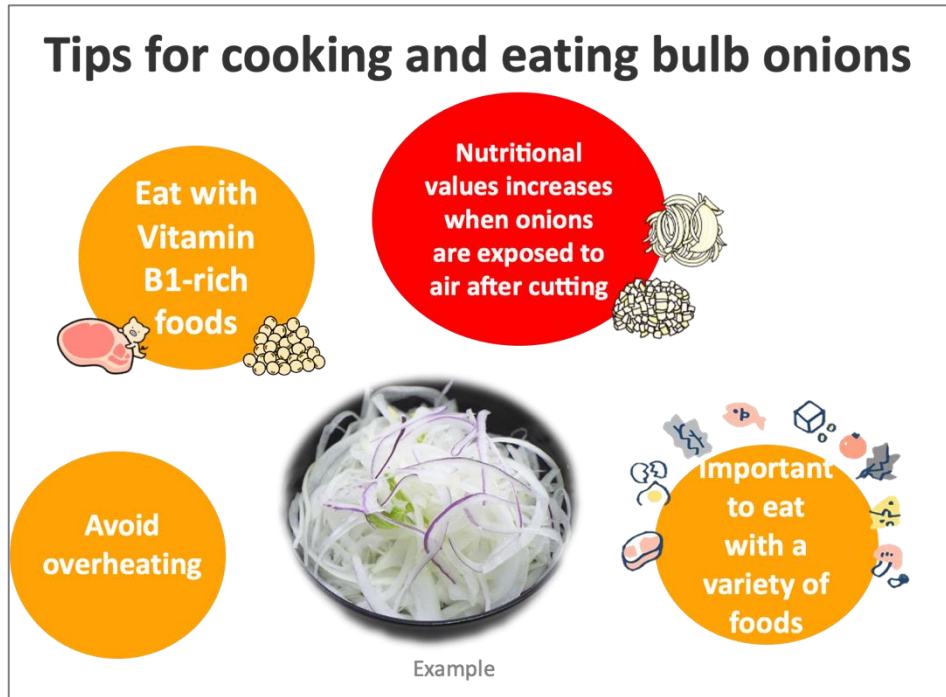 Tips for cooking and eating bulb onions
Eat with
Vitamin
B1-rich
foods
Nutritional
values increases
when onions
are exposed to
air after cutting
Avoid
overheating
Important
to eat
with a
variety of
foods
Example